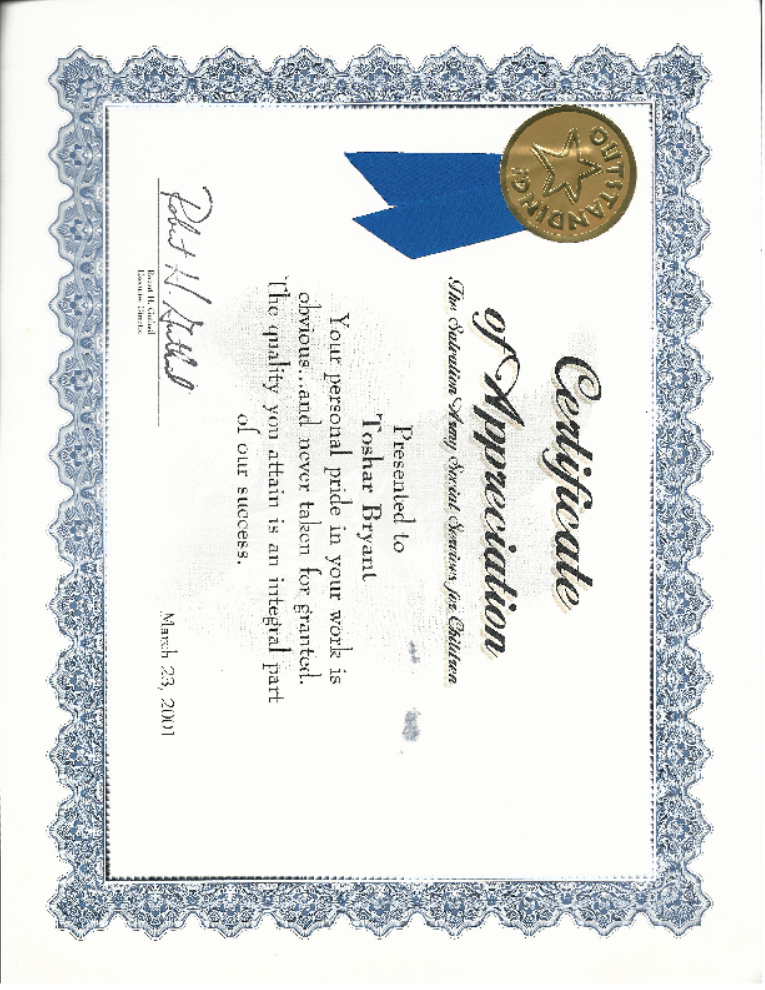 OUTSTANDING
Certificate
of Appreciation
The Salvation Army Social Services for Children
Presented to
Toshar Bryant
Your personal pride in your work is
obvious...and never taken for granted.
The quality you attain is an integral part
of our success.
March 23, 2001
Robert H.
Robert H.
Executive Director